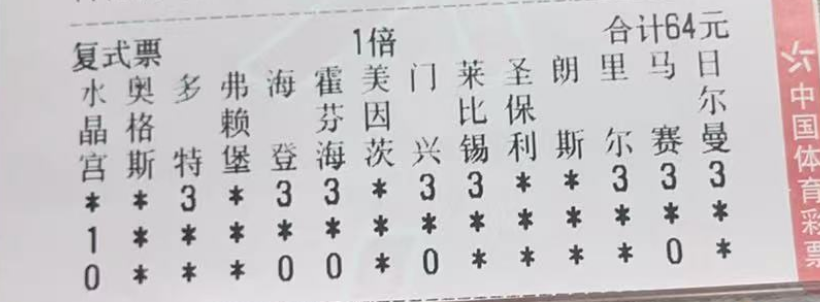 复式票 1倍 合计64元
水晶宫 奥格斯 多特 弗赖堡 海登 霍芬海 美因茨 门兴 莱比锡 圣保利 朗斯 里尔 马赛 日尔曼
* * 3 * 3 3 * 3 3 * * 3 3 3
1 * * * * * * * * * * * * *
0 * * * 0 0 * 0 * * * * 0 *
中国体育彩票